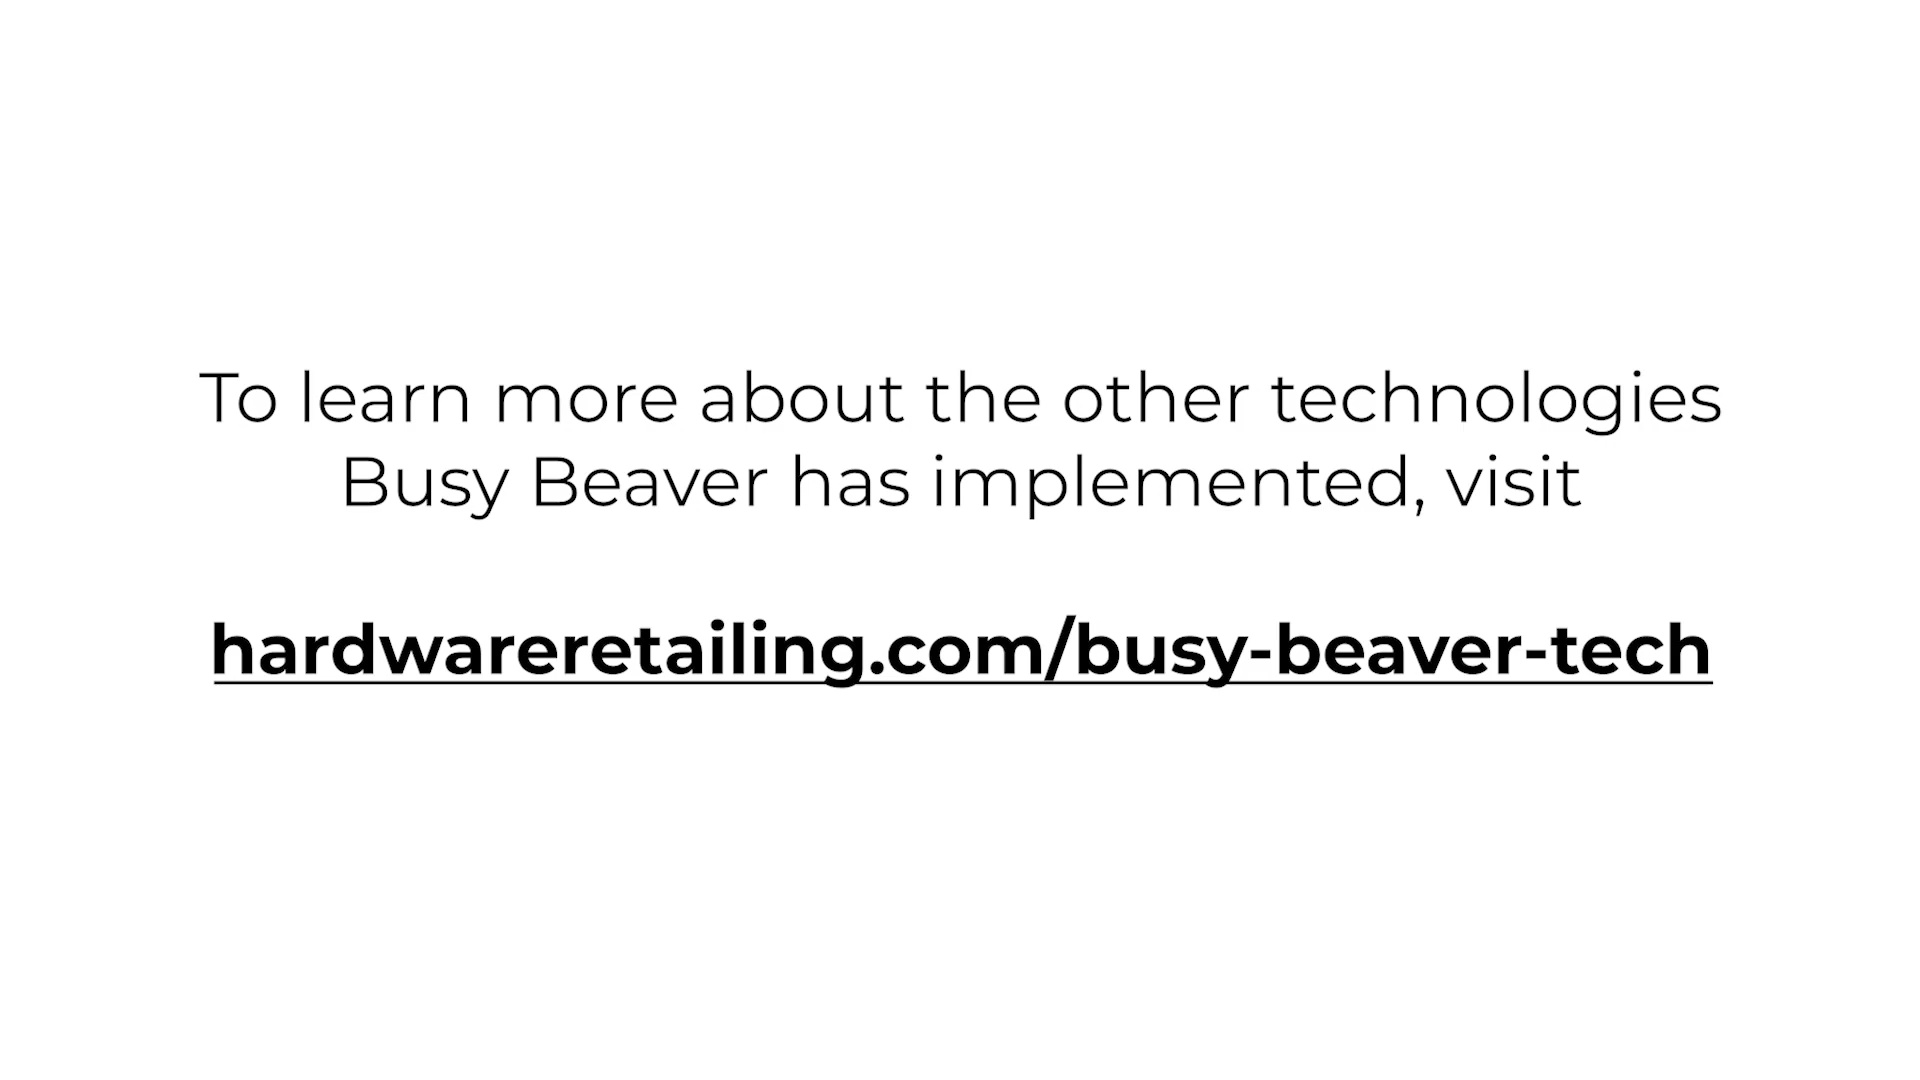 To learn more about the other technologies
Busy Beaver has implemented, visit
hardwareretailing.com/busy-beaver-tech